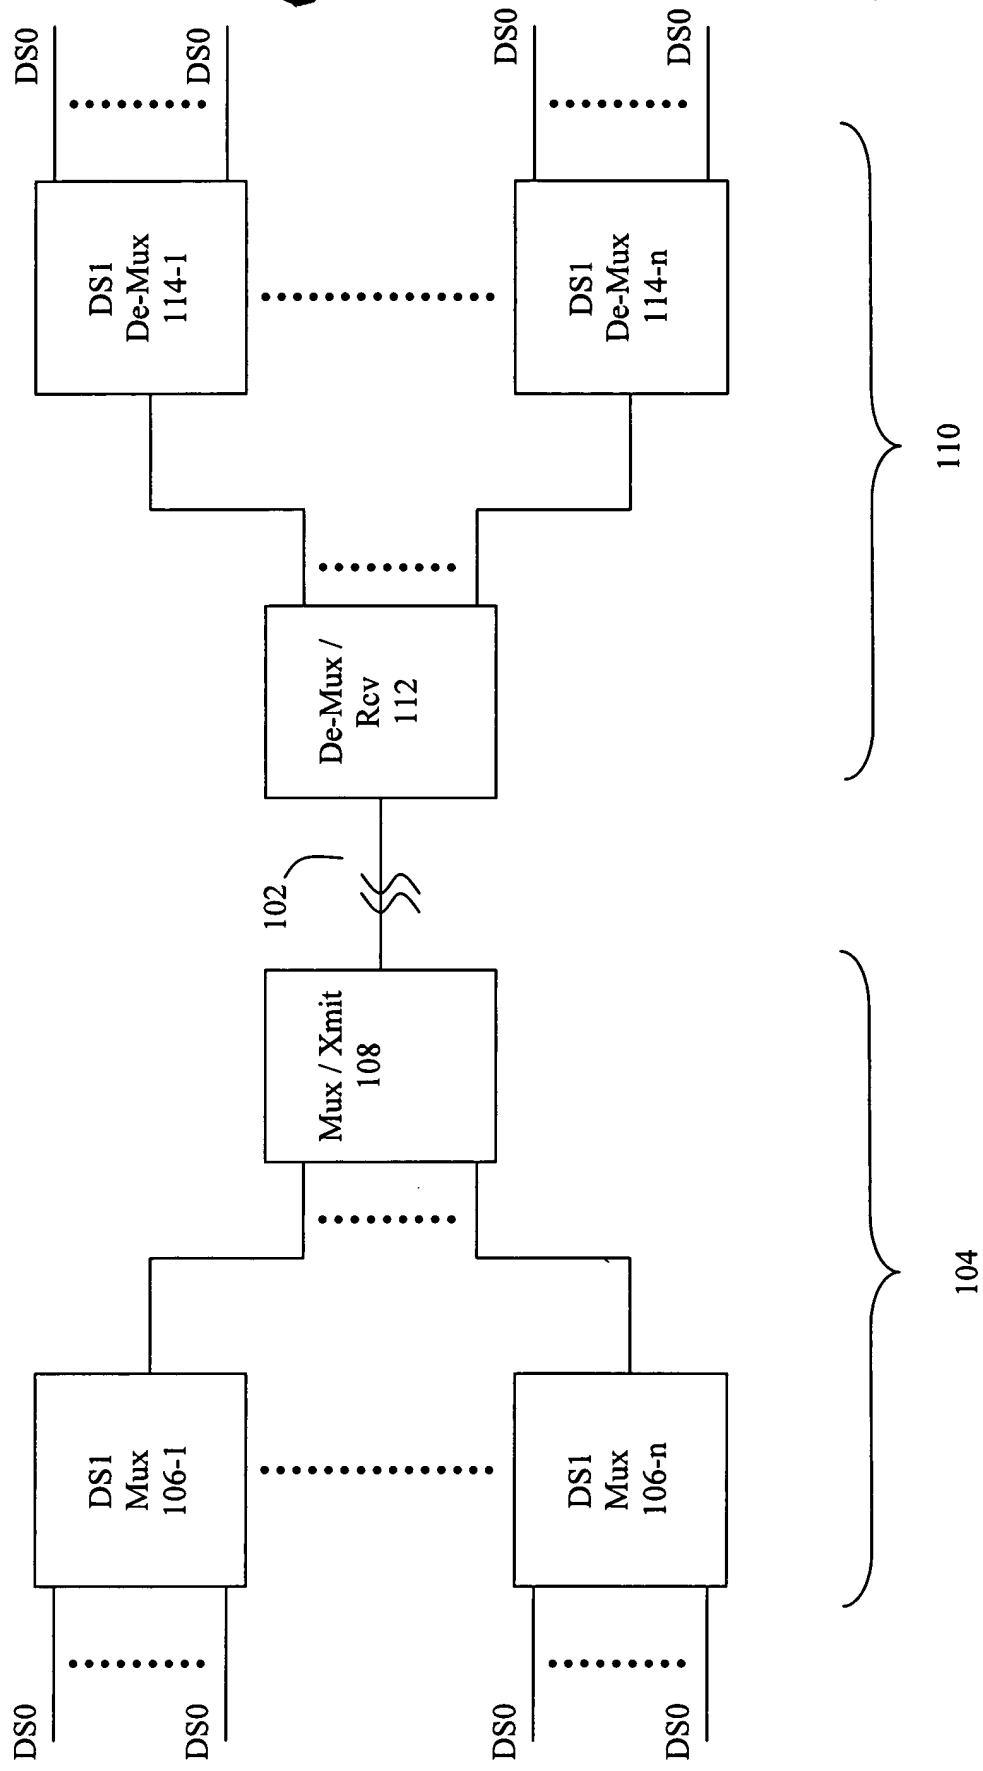 DS0
DS0
DS0
DS0
DS1
Mux
106-1
DS1
Mux
106-n
Mux / Xmit
108
102
De-Mux /
Rcv
112
DS1
De-Mux
114-1
DS1
De-Mux
114-n
DS0
DS0
DS0
DS0
104
110